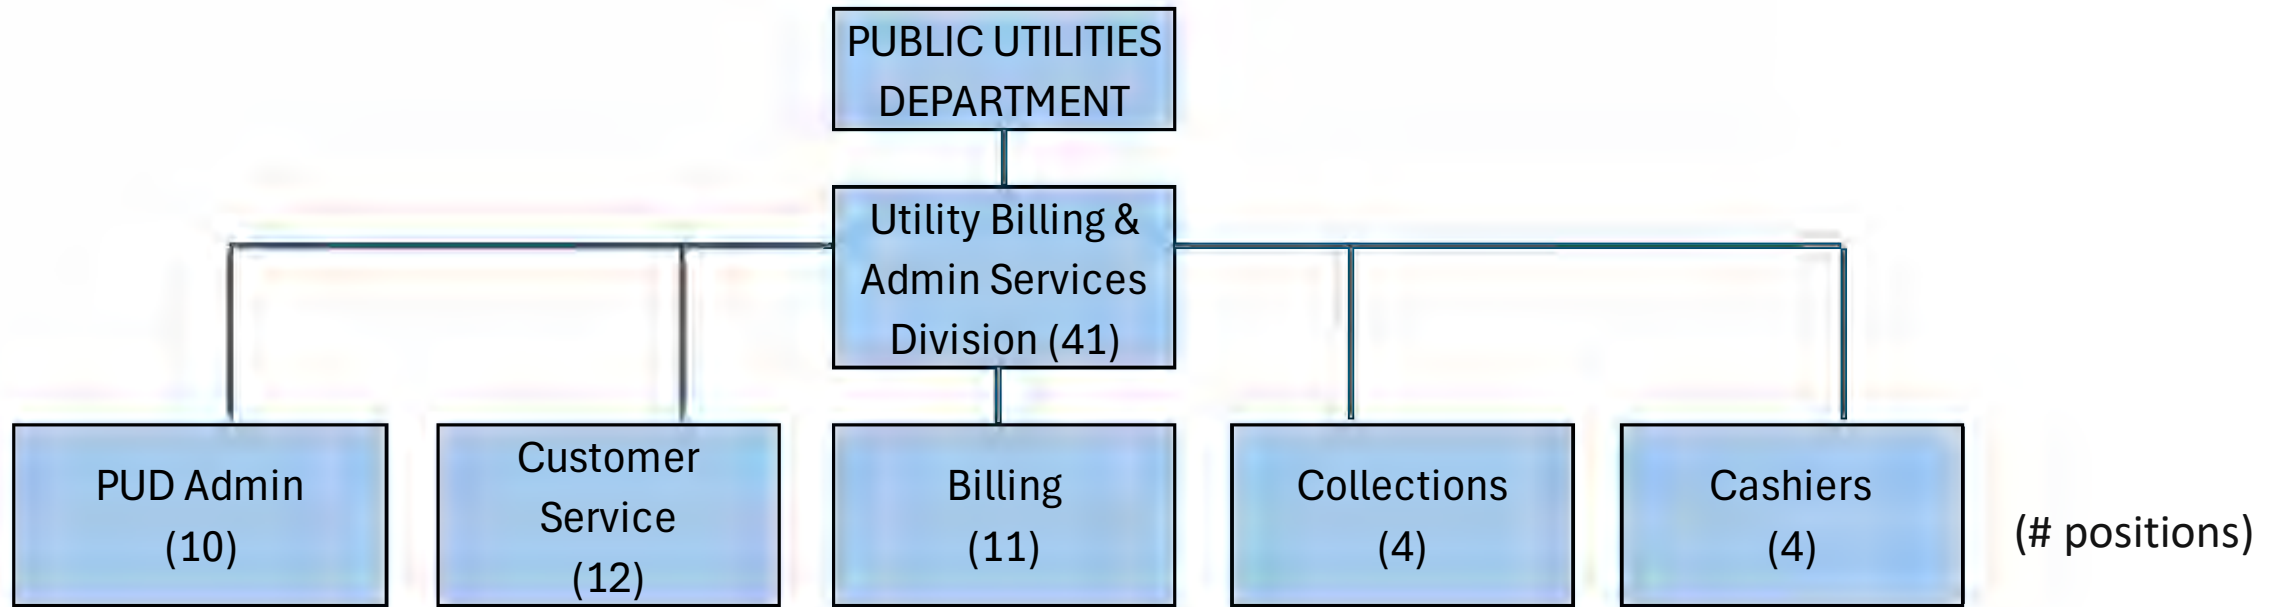 PUBLIC UTILITIES
DEPARTMENT
Utility Billing &
Admin Services
Division (41)
PUD Admin
(10)
Customer
Service
(12)
Billing
(11)
Collections
(4)
Cashiers
(4)
(# positions)